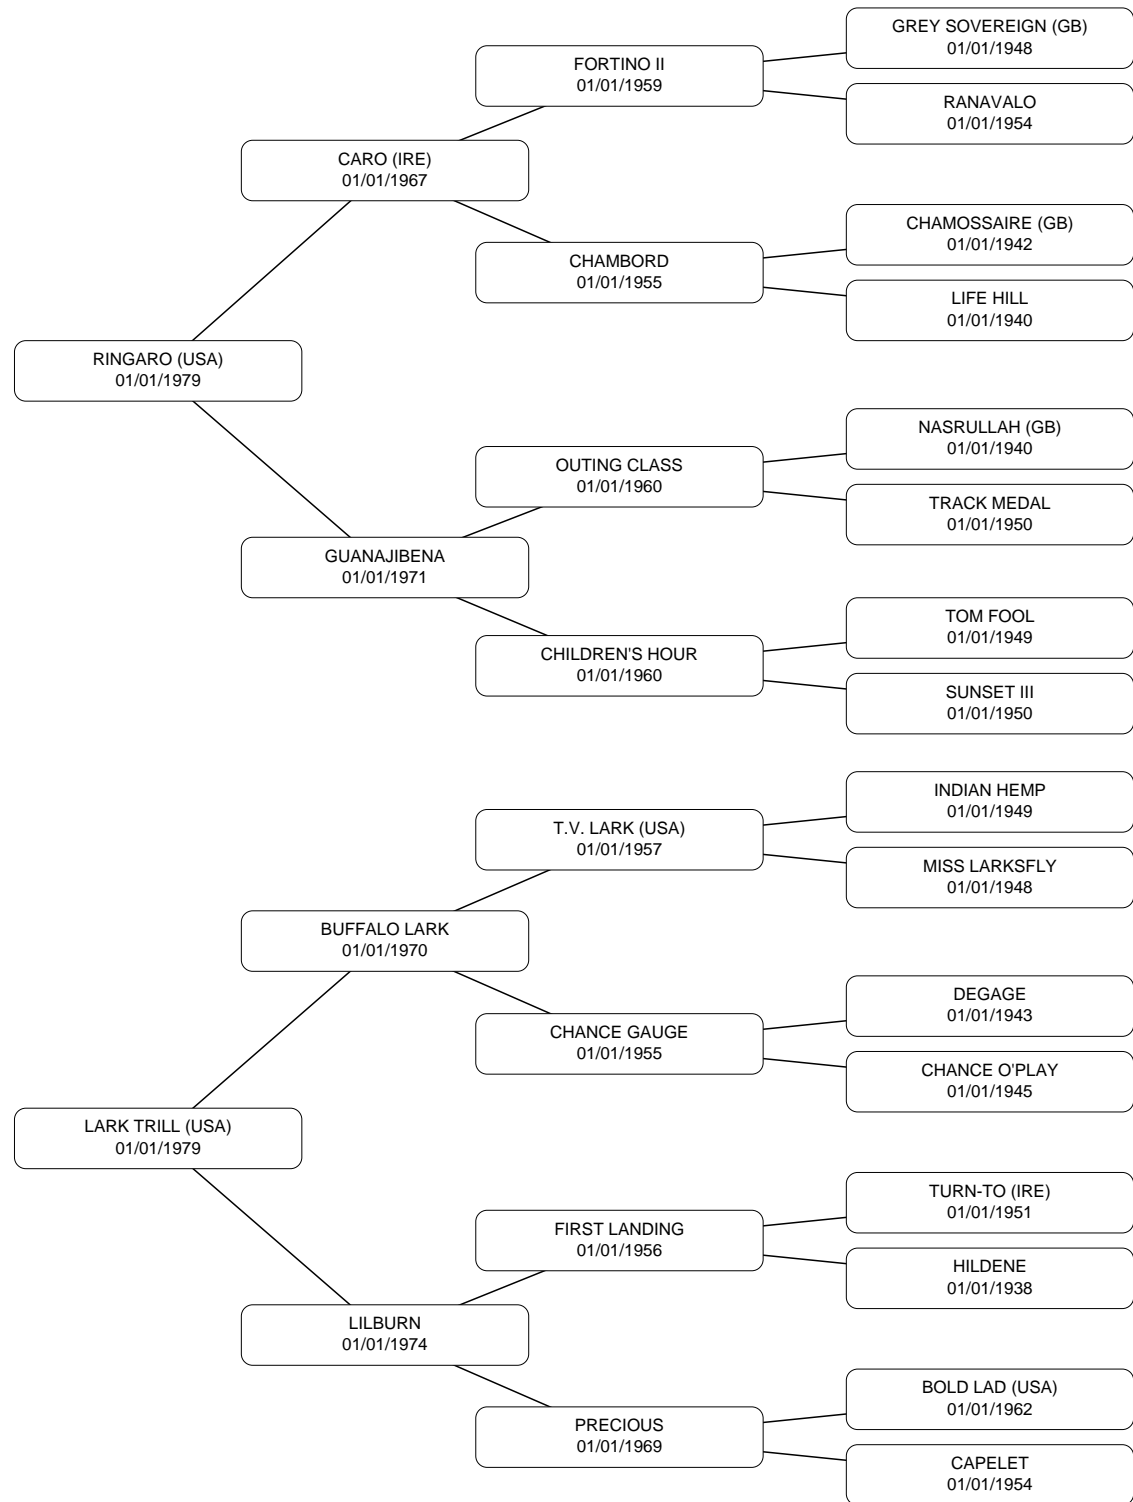 GREY SOVEREIGN (GB)
01/01/1948
FORTINO II
01/01/1959
RANAVALO
01/01/1954
CARO (IRE)
01/01/1967
CHAMOSSAIRE (GB)
01/01/1942
CHAMBORD
01/01/1955
LIFE HILL
01/01/1940
RINGARO (USA)
01/01/1979
NASRULLAH (GB)
01/01/1940
OUTING CLASS
01/01/1960
TRACK MEDAL
01/01/1950
GUANAJIBENA
01/01/1971
TOM FOOL
01/01/1949
CHILDREN'S HOUR
01/01/1960
SUNSET III
01/01/1950
INDIAN HEMP
01/01/1949
T.V. LARK (USA)
01/01/1957
MISS LARKSFLY
01/01/1948
BUFFALO LARK
01/01/1970
DEGAGE
01/01/1943
CHANCE GAUGE
01/01/1955
CHANCE O'PLAY
01/01/1945
LARK TRILL (USA)
01/01/1979
TURN-TO (IRE)
01/01/1951
FIRST LANDING
01/01/1956
HILDENE
01/01/1938
LILBURN
01/01/1974
BOLD LAD (USA)
01/01/1962
PRECIOUS
01/01/1969
CAPELET
01/01/1954